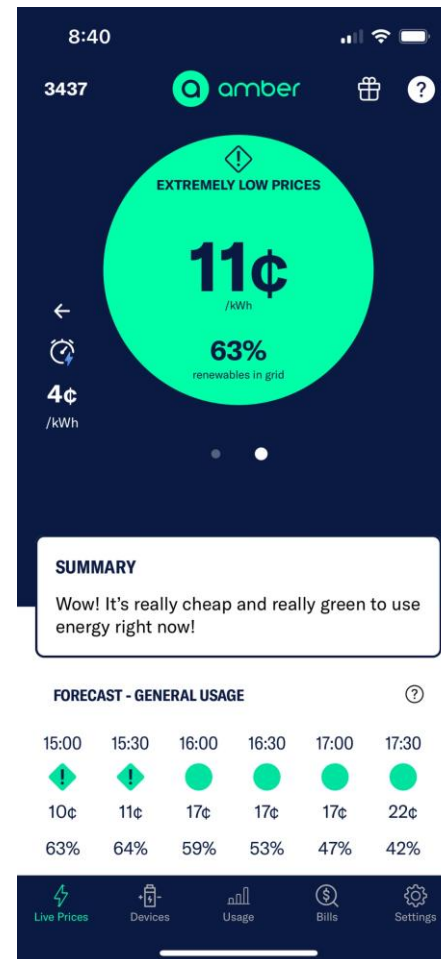 8:40
3437
amber
?
EXTREMELY LOW PRICES
11¢
/kWh
63%
renewables in grid
4¢
/kWh
SUMMARY
Wow! It's really cheap and really green to use
energy right now!
FORECAST - GENERAL USAGE ?
15:00 15:30 16:00 16:30 17:00 17:30
10¢ 11¢ 17¢ 17¢ 17¢ 22¢
63% 64% 59% 53% 47% 42%
Live Prices Devices Usage Bills Settings